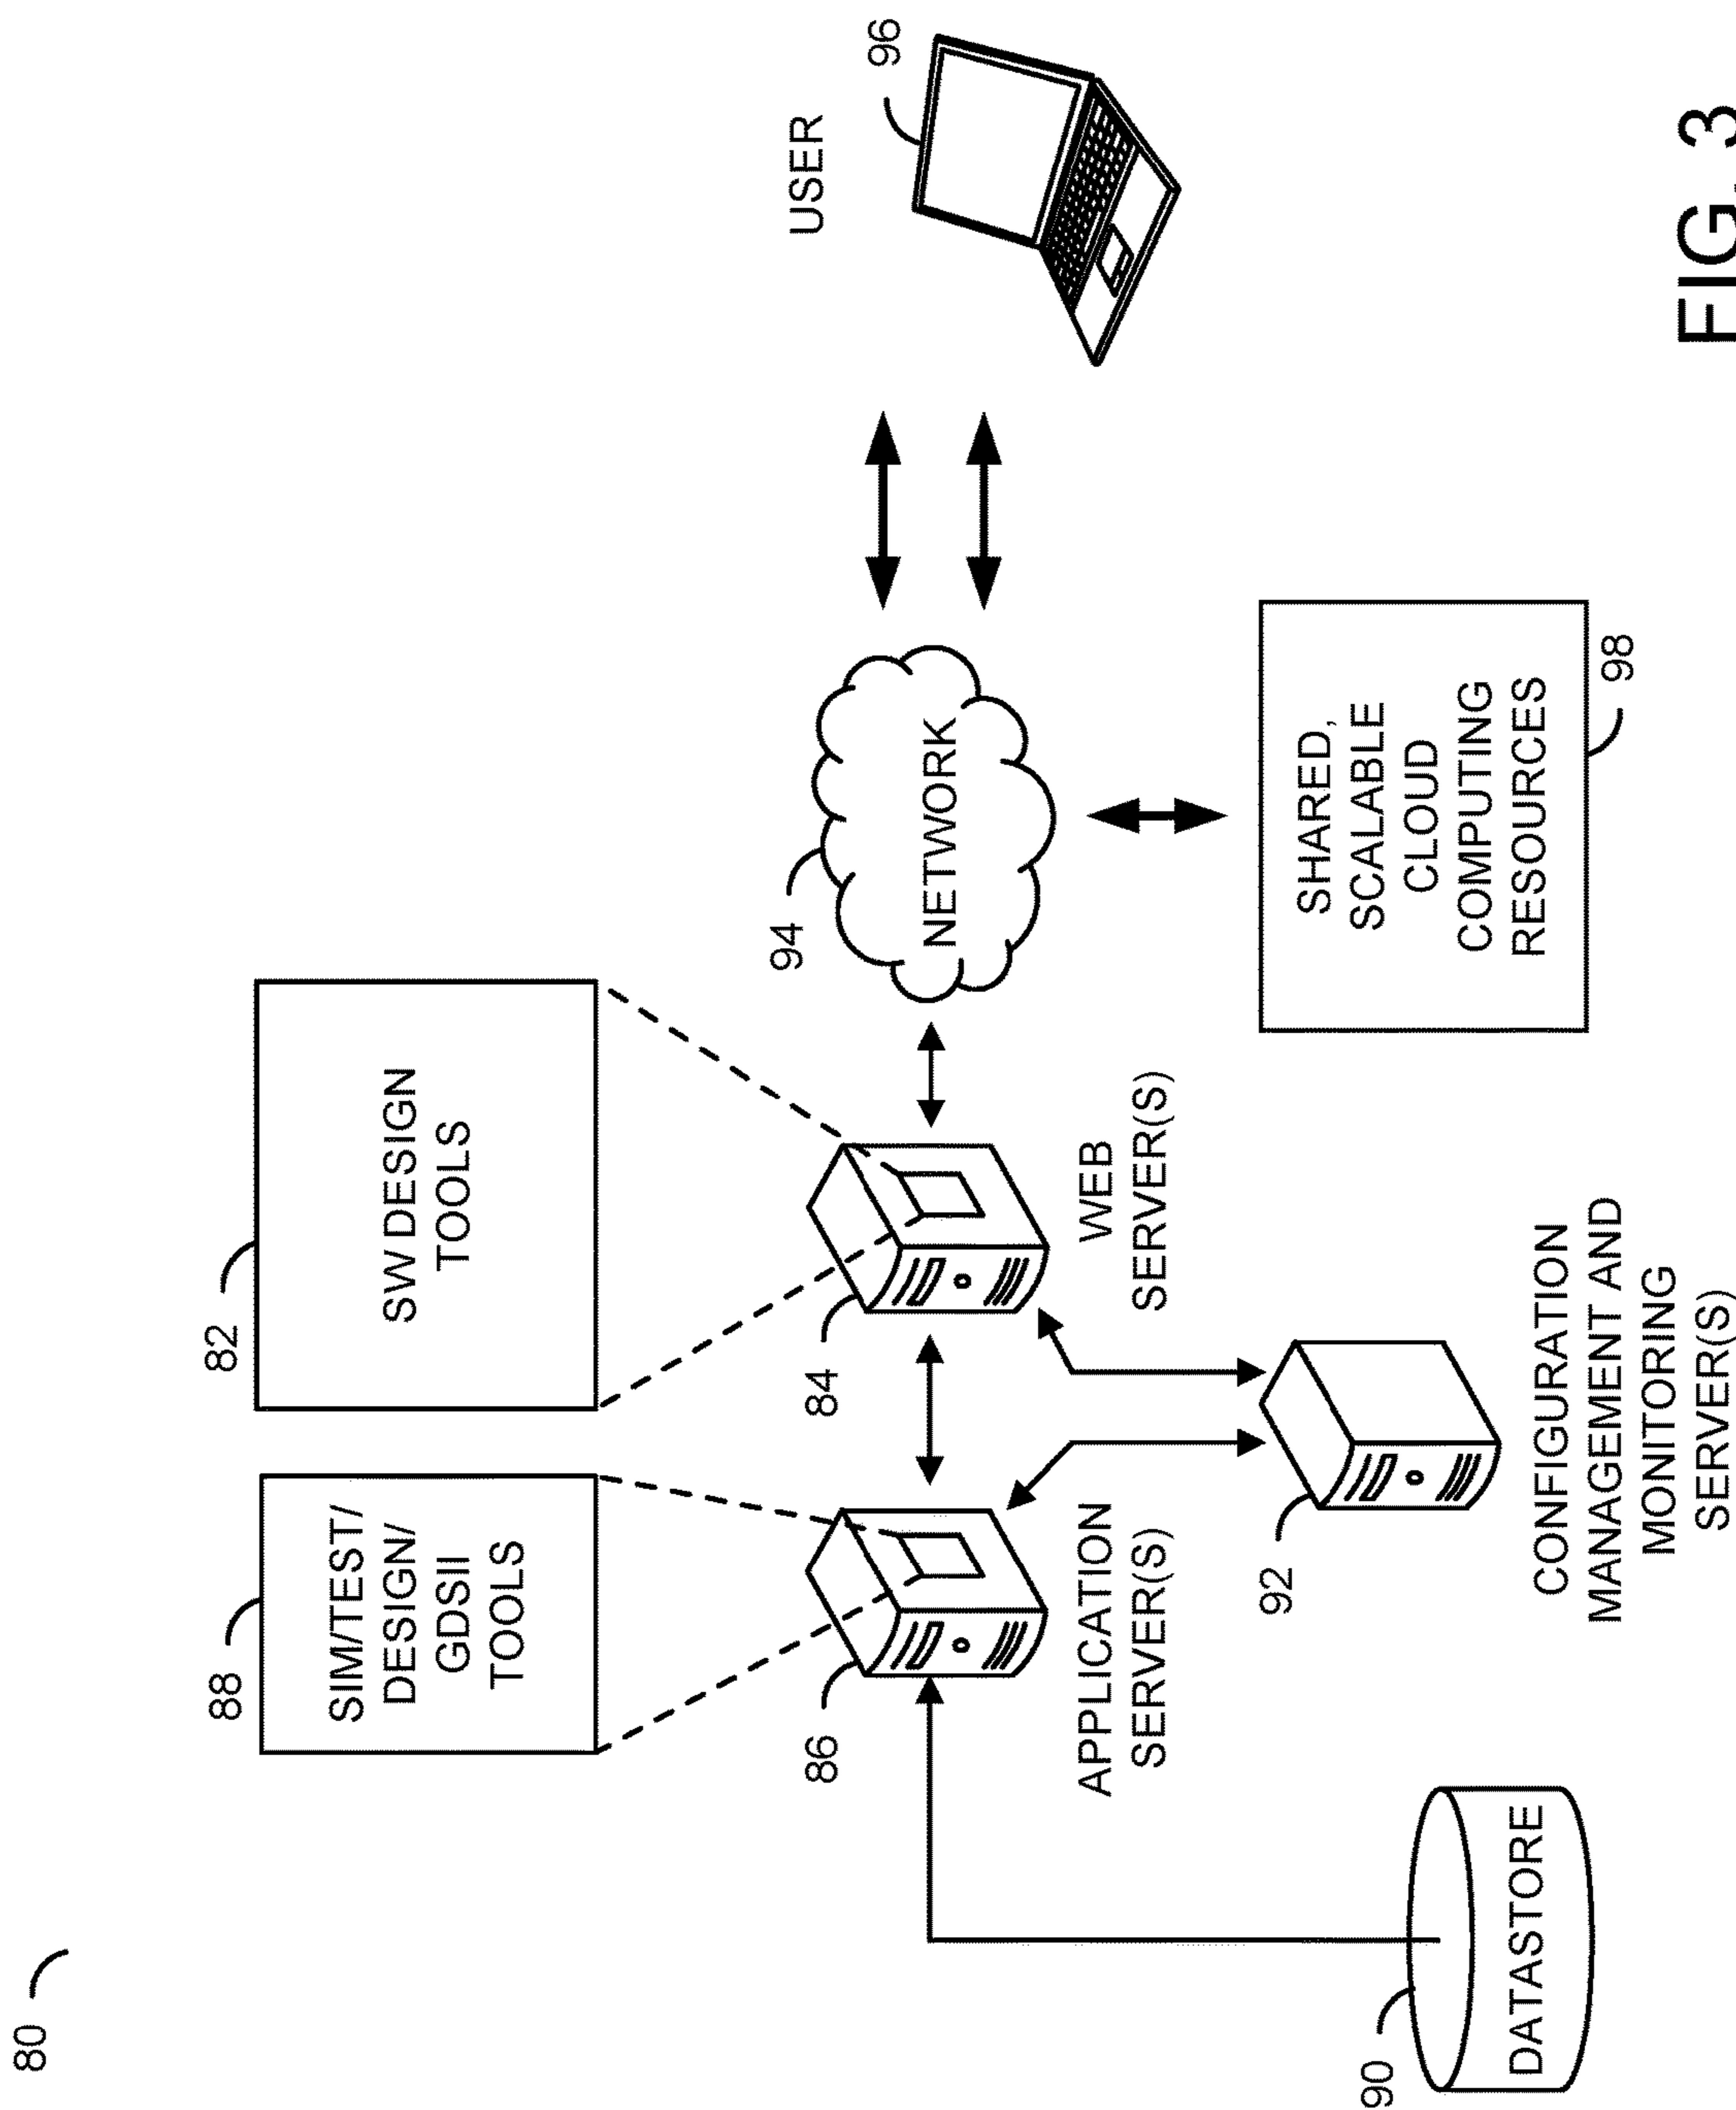 80
82
SW DESIGN
TOOLS
88
SIM/TEST/
DESIGN/
GDSII
TOOLS
84
WEB
SERVER(S)
86
APPLICATION
SERVER(S)
94
NETWORK
USER
96
90
DATASTORE
92
CONFIGURATION
MANAGEMENT AND
MONITORING
SERVER(S)
SHARED,
SCALABLE
CLOUD
COMPUTING
RESOURCES
98
FIG. 3